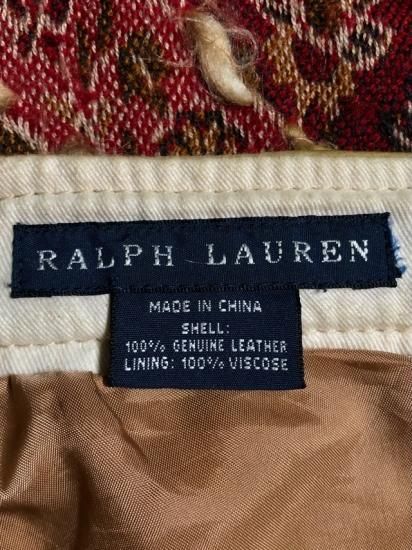 RALPH LAUREN
MADE IN CHINA
SHELL:
100% GENUINE LEATHER
LINING: 100% VISCOSE